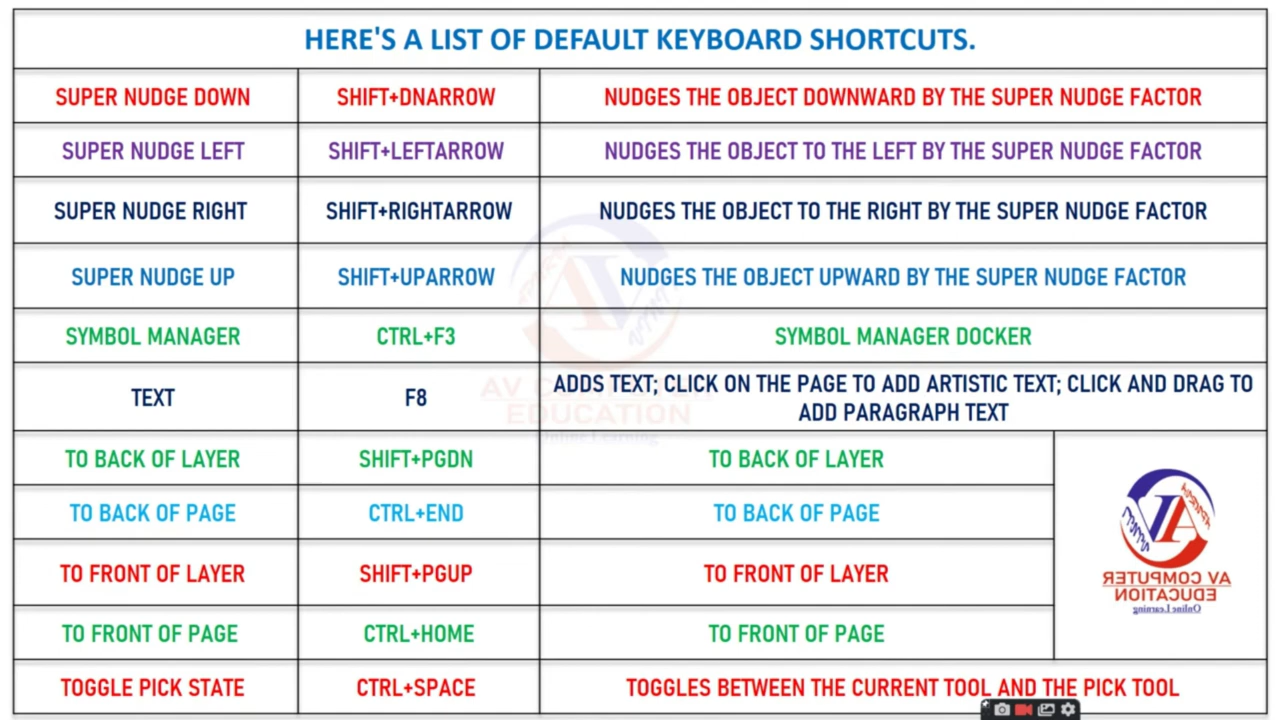 HERE'S A LIST OF DEFAULT KEYBOARD SHORTCUTS.
SUPER NUDGE DOWN SHIFT+DNARROW NUDGES THE OBJECT DOWNWARD BY THE SUPER NUDGE FACTOR
SUPER NUDGE LEFT SHIFT+LEFTARROW NUDGES THE OBJECT TO THE LEFT BY THE SUPER NUDGE FACTOR
SUPER NUDGE RIGHT SHIFT+RIGHTARROW NUDGES THE OBJECT TO THE RIGHT BY THE SUPER NUDGE FACTOR
SUPER NUDGE UP SHIFT+UPARROW NUDGES THE OBJECT UPWARD BY THE SUPER NUDGE FACTOR
SYMBOL MANAGER CTRL+F3 SYMBOL MANAGER DOCKER
TEXT F8 ADDS TEXT; CLICK ON THE PAGE TO ADD ARTISTIC TEXT; CLICK AND DRAG TO
ADD PARAGRAPH TEXT
AV COMPUTER
EDUCATION
Online Learning
TO BACK OF LAYER SHIFT+PGDN TO BACK OF LAYER
TO BACK OF PAGE CTRL+END TO BACK OF PAGE
TO FRONT OF LAYER SHIFT+PGUP TO FRONT OF LAYER
TO FRONT OF PAGE CTRL+HOME TO FRONT OF PAGE
AV COMPUTER
EDUCATION
Online Learning
TOGGLE PICK STATE CTRL+SPACE TOGGLES BETWEEN THE CURRENT TOOL AND THE PICK TOOL